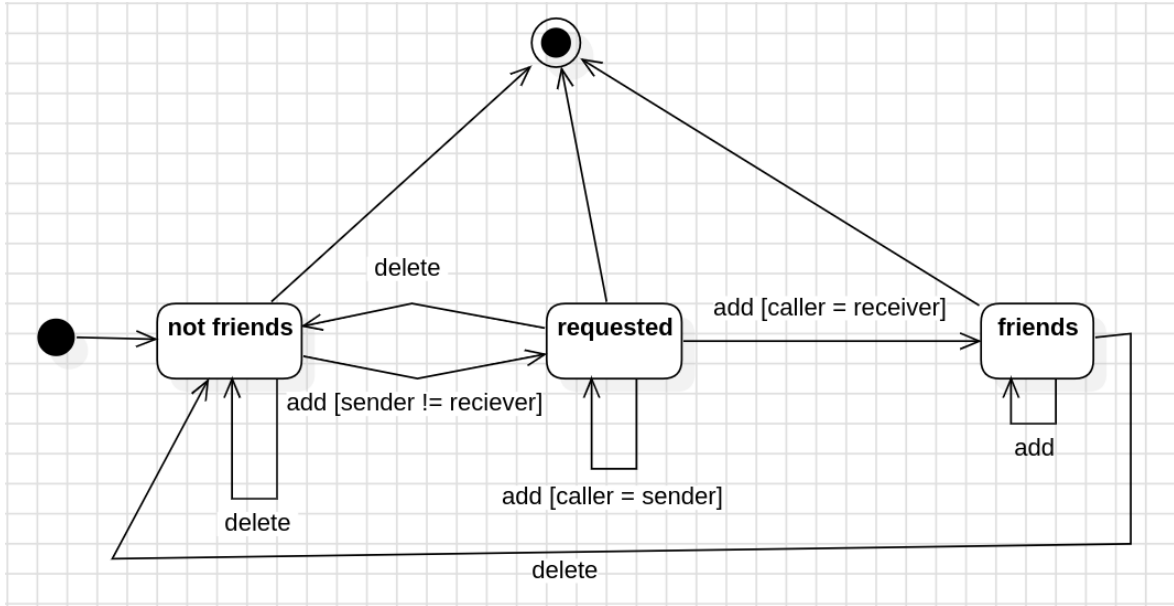 delete
add [caller = receiver]
not friends
requested
friends
add [sender != reciever]
add
add [caller = sender]
delete
delete